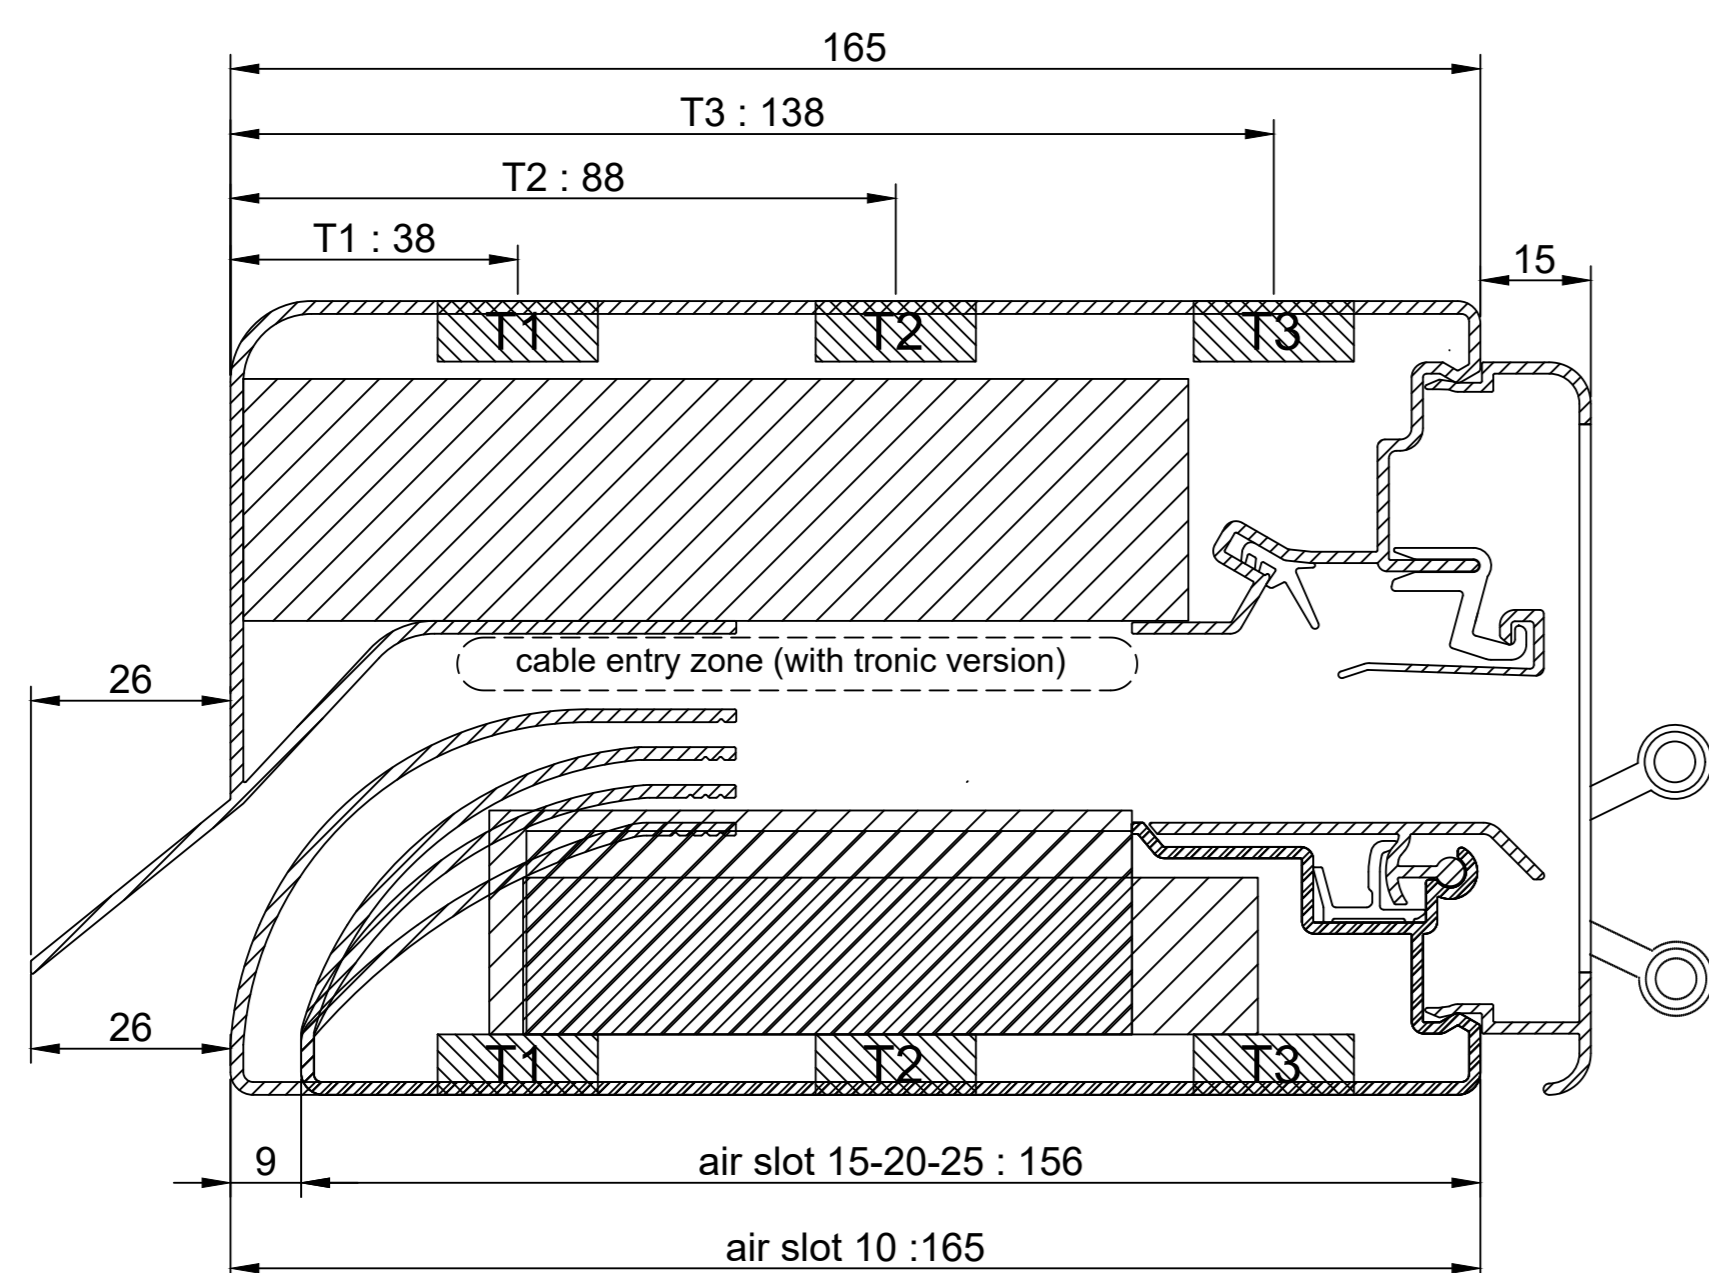 165
T3 : 138
T2 : 88
T1 : 38
15
T1
T2
T3
cable entry zone (with tronic version)
26
26
T1
T2
T3
9
air slot 15-20-25 : 156
air slot 10 :165